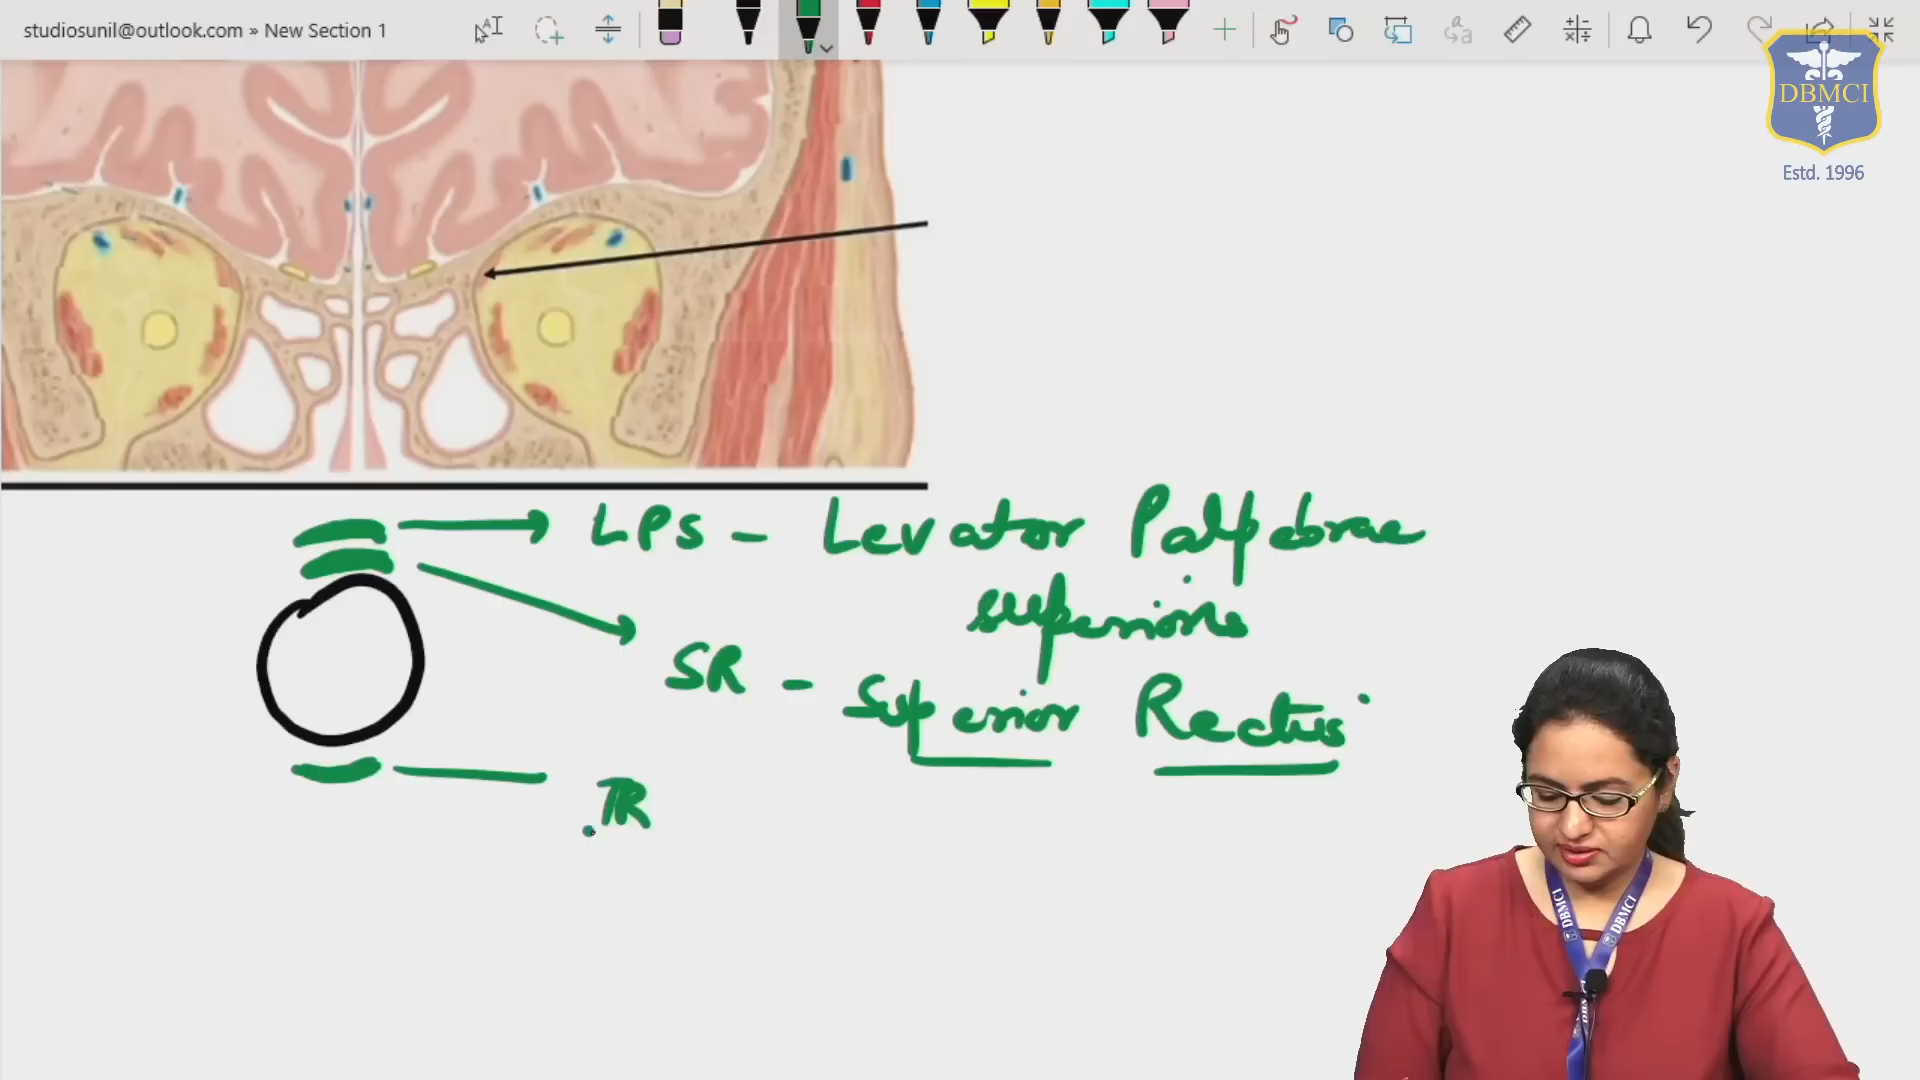 studiosunil@outlook.com » New Section 1
DBMCI
Estd. 1996
LPS - Levator Palpebrae
superioris
SR - Superior Rectus
IR
DBMCI
DBMCI